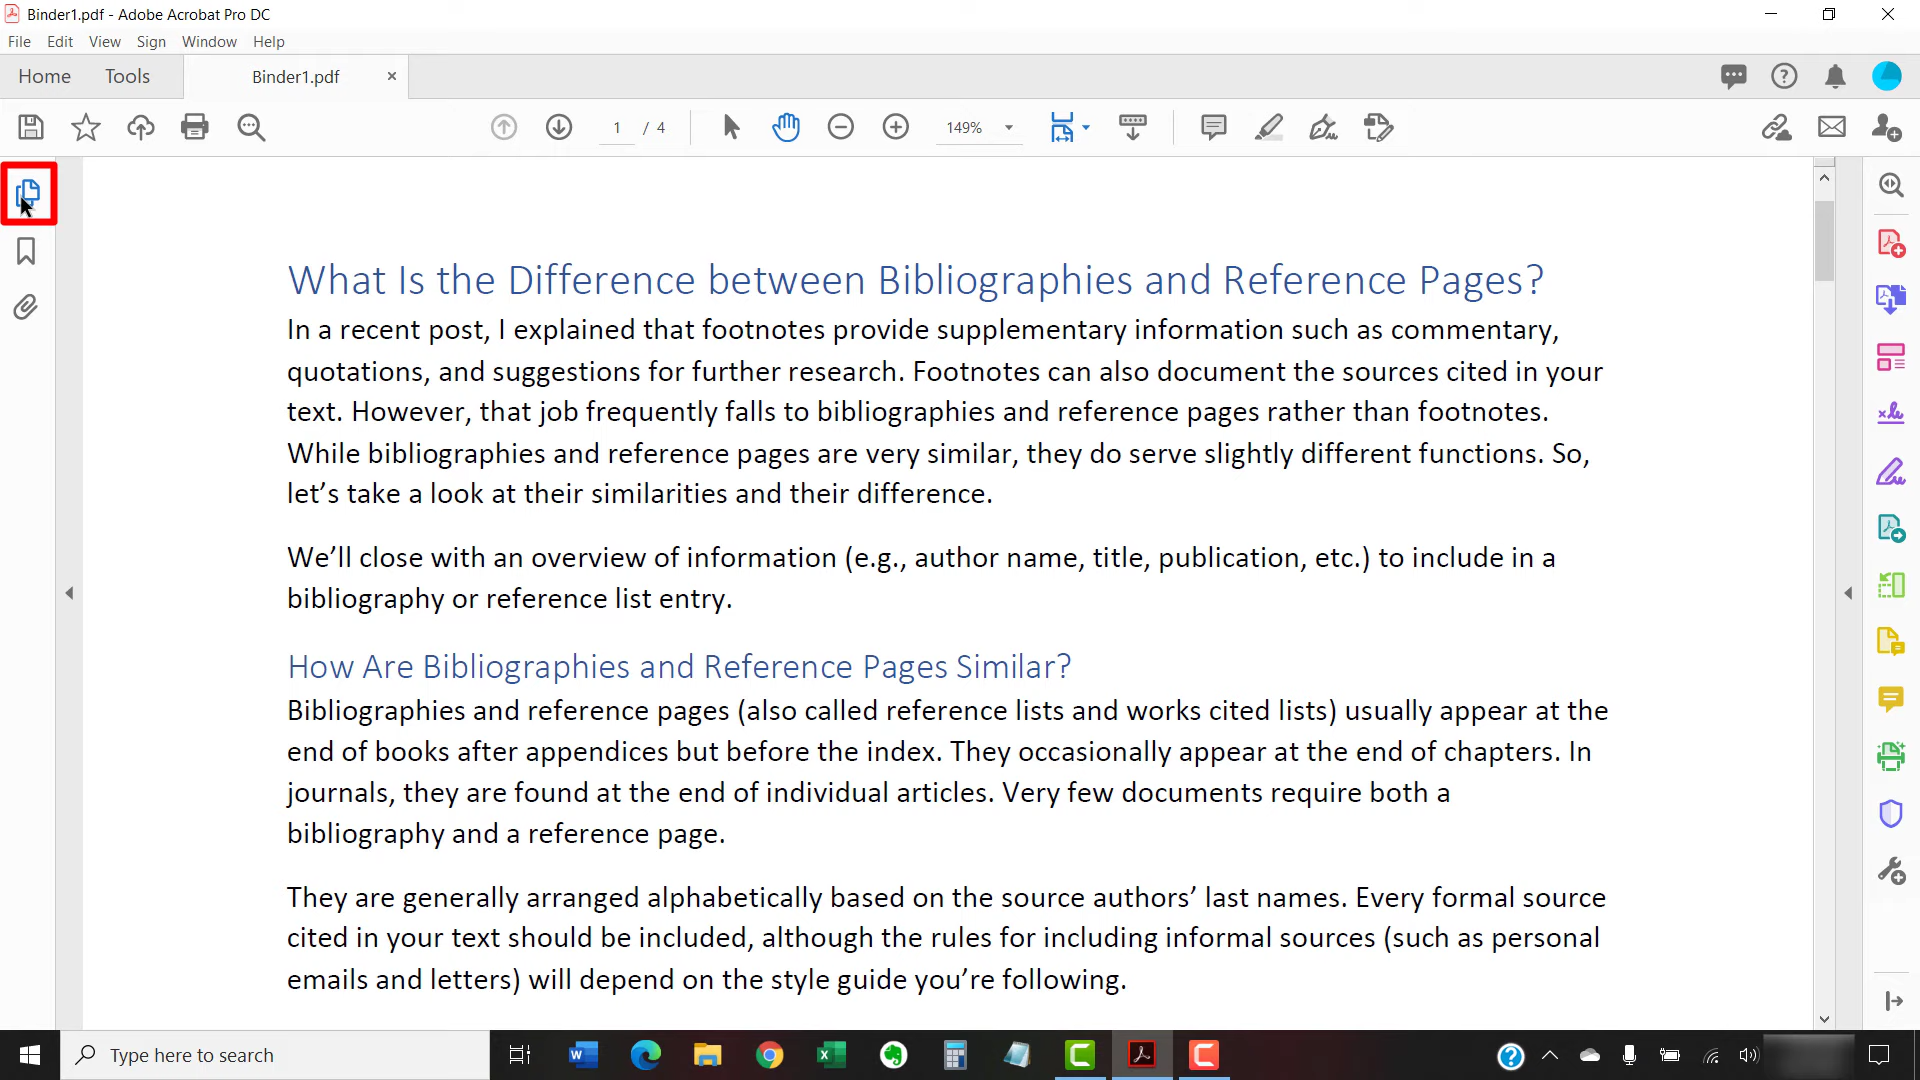 Binder1.pdf - Adobe Acrobat Pro DC
File Edit View Sign Window Help
Home Tools Binder1.pdf
1 / 4 149%
What Is the Difference between Bibliographies and Reference Pages?
In a recent post, I explained that footnotes provide supplementary information such as commentary,
quotations, and suggestions for further research. Footnotes can also document the sources cited in your
text. However, that job frequently falls to bibliographies and reference pages rather than footnotes.
While bibliographies and reference pages are very similar, they do serve slightly different functions. So,
let’s take a look at their similarities and their difference.
We’ll close with an overview of information (e.g., author name, title, publication, etc.) to include in a
bibliography or reference list entry.
How Are Bibliographies and Reference Pages Similar?
Bibliographies and reference pages (also called reference lists and works cited lists) usually appear at the
end of books after appendices but before the index. They occasionally appear at the end of chapters. In
journals, they are found at the end of individual articles. Very few documents require both a
bibliography and a reference page.
They are generally arranged alphabetically based on the source authors’ last names. Every formal source
cited in your text should be included, although the rules for including informal sources (such as personal
emails and letters) will depend on the style guide you’re following.
Type here to search